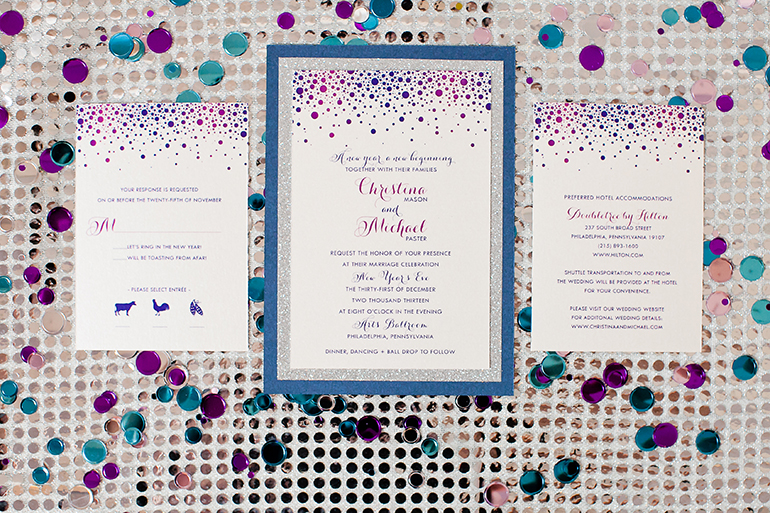 YOUR RESPONSE IS REQUESTED
ON OR BEFORE THE TWENTY-FIFTH OF NOVEMBER
M
LET'S RING IN THE NEW YEAR!
WILL BE TOASTING FROM AFAR!
- PLEASE SELECT ENTRÉE -
A new year a new beginning...
TOGETHER WITH THEIR FAMILIES
Christina
MASON
and
Michael
PASTER
REQUEST THE HONOR OF YOUR PRESENCE
AT THEIR MARRIAGE CELEBRATION
New Year's Eve
THE THIRTY-FIRST OF DECEMBER
TWO THOUSAND THIRTEEN
AT EIGHT O'CLOCK IN THE EVENING
Arts Ballroom
PHILADELPHIA, PENNSYLVANIA
DINNER, DANCING + BALL DROP TO FOLLOW
PREFERRED HOTEL ACCOMMODATIONS
Doubletree by Hilton
237 SOUTH BROAD STREET
PHILADELPHIA, PENNSYLVANIA 19107
(215) 893-1600
WWW.HILTON.COM
SHUTTLE TRANSPORTATION TO AND FROM
THE WEDDING WILL BE PROVIDED AT THE HOTEL
FOR YOUR CONVENIENCE.
PLEASE VISIT OUR WEDDING WEBSITE
FOR ADDITONAL WEDDING DETAILS:
WWW.CHRISTINAANDMICHAEL.COM